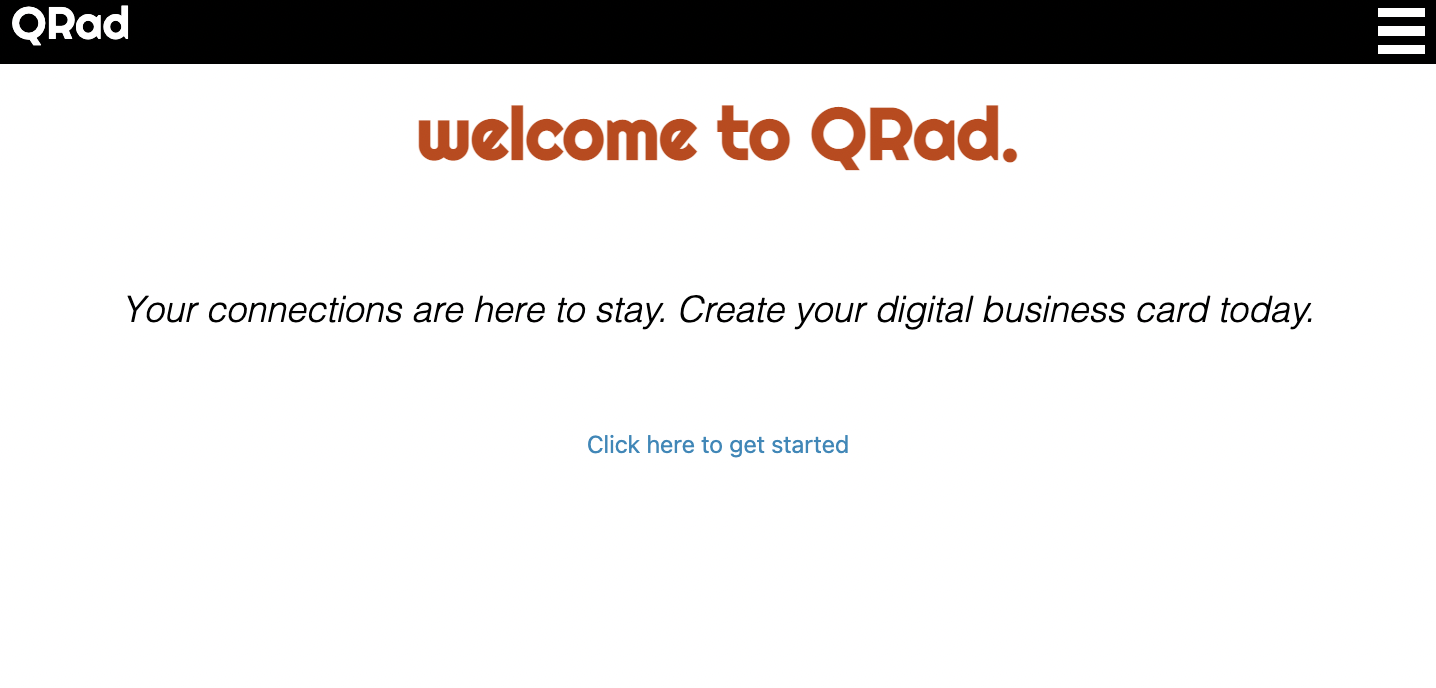 QRad
welcome to QRad.
Your connections are here to stay. Create your digital business card today.
Click here to get started